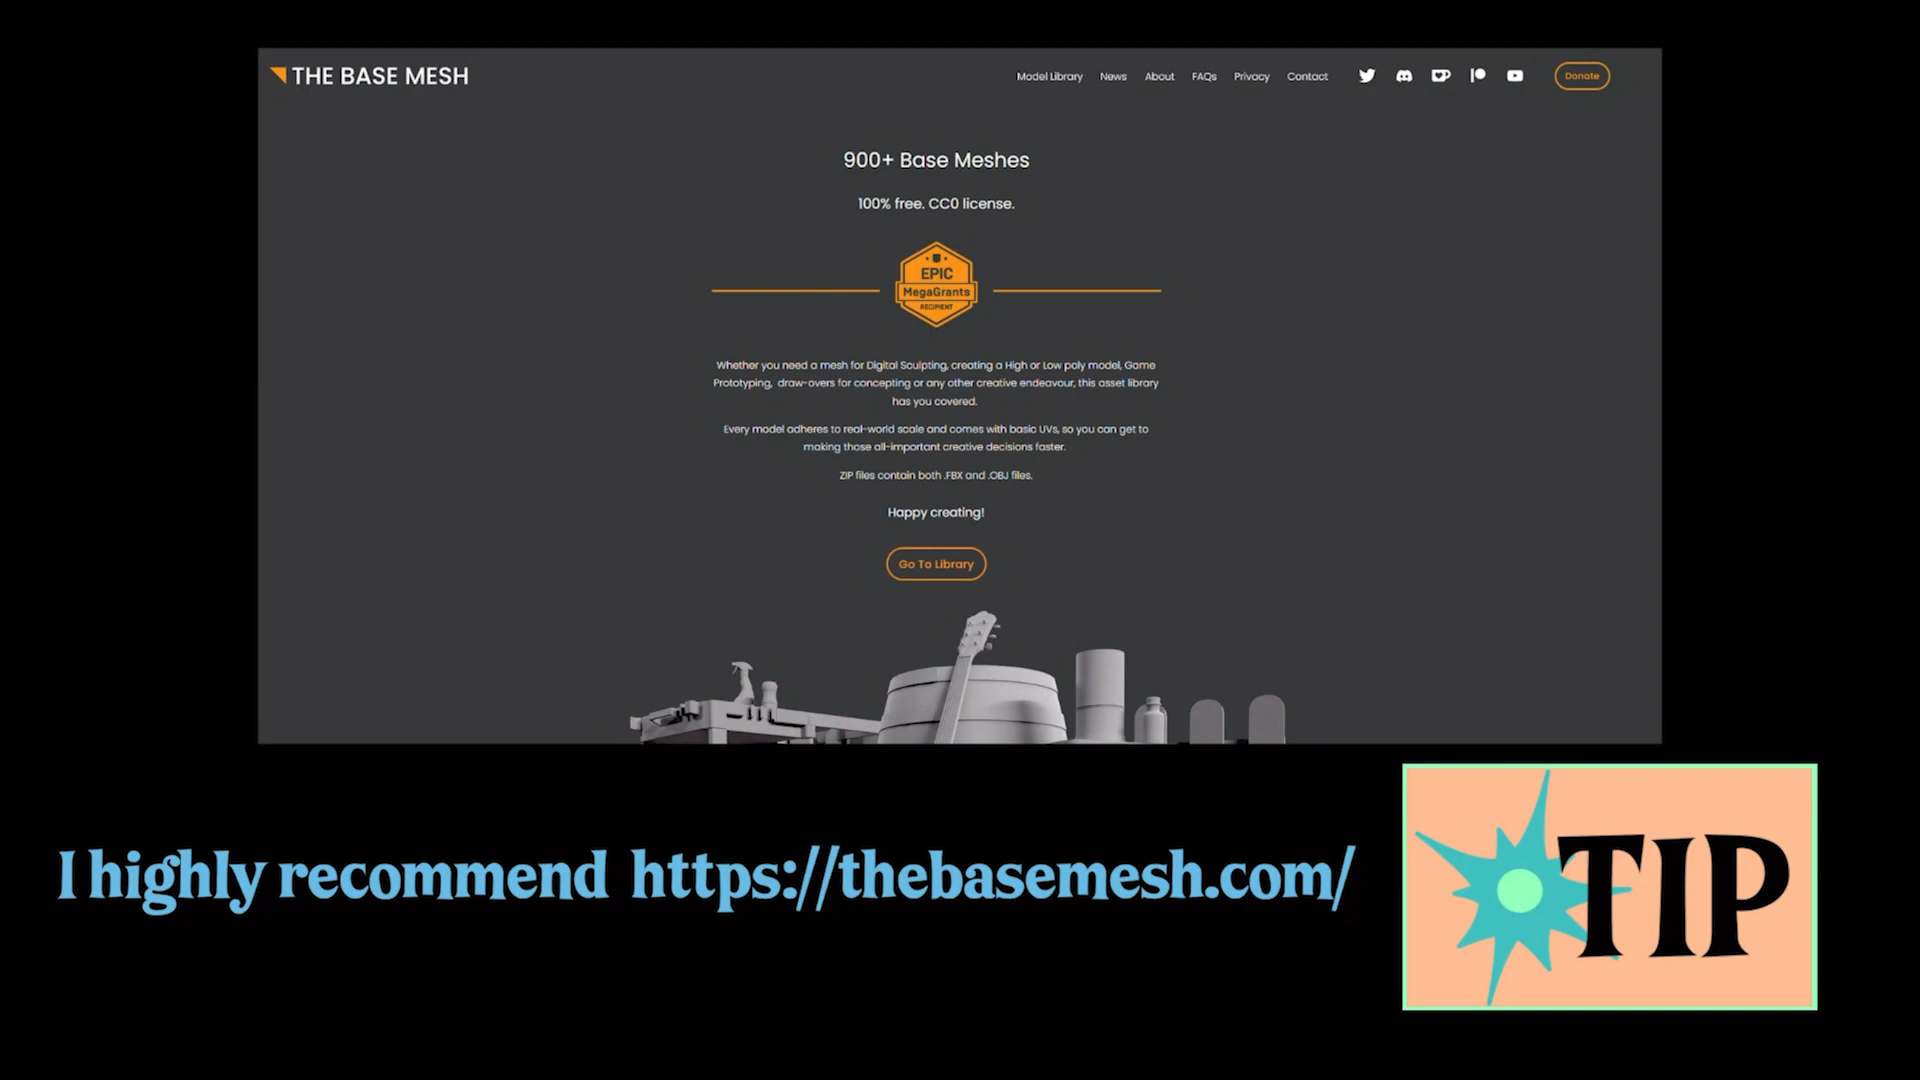 THE BASE MESH
Model Library News About FAQs Privacy Contact Donate
900+ Base Meshes
100% free. CC0 license.
EPIC
MegaGrants
RECIPIENT
Whether you need a mesh for Digital Sculpting, creating a High or Low poly model, Game
Prototyping, draw-overs for concepting or any other creative endeavour, this asset library
has you covered.
Every model adheres to real-world scale and comes with basic UVs, so you can get to
making those all-important creative decisions faster.
ZIP files contain both .FBX and .OBJ files.
Happy creating!
Go To Library
I highly recommend https://thebasemesh.com/
TIP